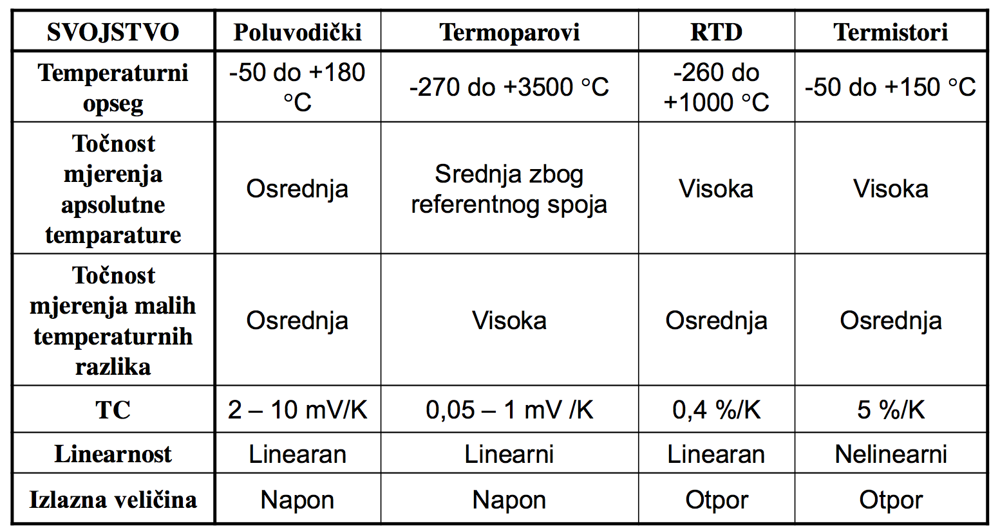 SVOJSTVO
Poluvodički
Termoparovi
RTD
Termistori
Temperaturni
opseg
-50 do +180
°C
-270 do +3500 °C
-260 do
+1000 °C
-50 do +150 °C
Točnost
mjerenja
apsolutne
temparature
Osrednja
Srednja zbog
referentnog spoja
Visoka
Visoka
Točnost
mjerenja malih
temperaturnih
razlika
Osrednja
Visoka
Osrednja
Osrednja
TC
2 – 10 mV/K
0,05 – 1 mV /K
0,4 %/K
5 %/K
Linearnost
Linearan
Linearni
Linearan
Nelinearni
Izlazna veličina
Napon
Napon
Otpor
Otpor